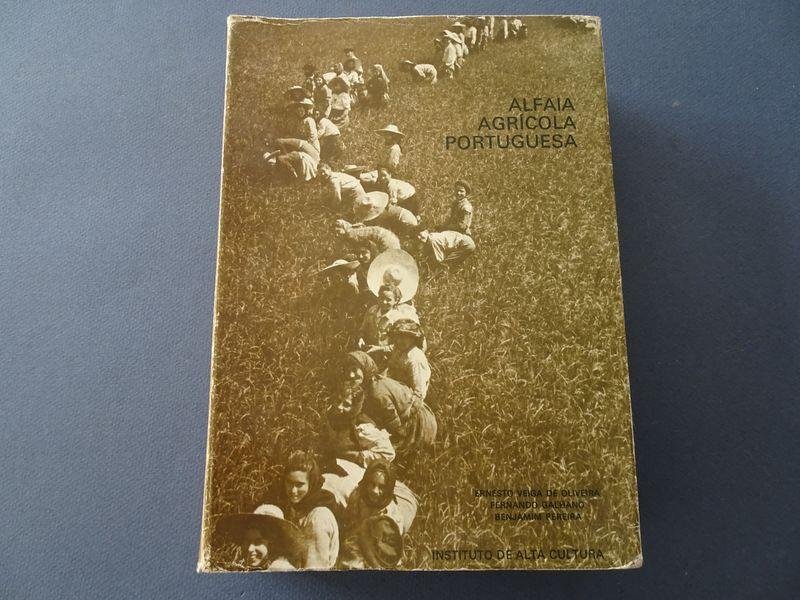 ALFAIA
AGRÍCOLA
PORTUGUESA
ERNESTO VEIGA DE OLIVEIRA
FERNANDO GALHANO
BENJAMIM PEREIRA
INSTITUTO DE ALTA CULTURA